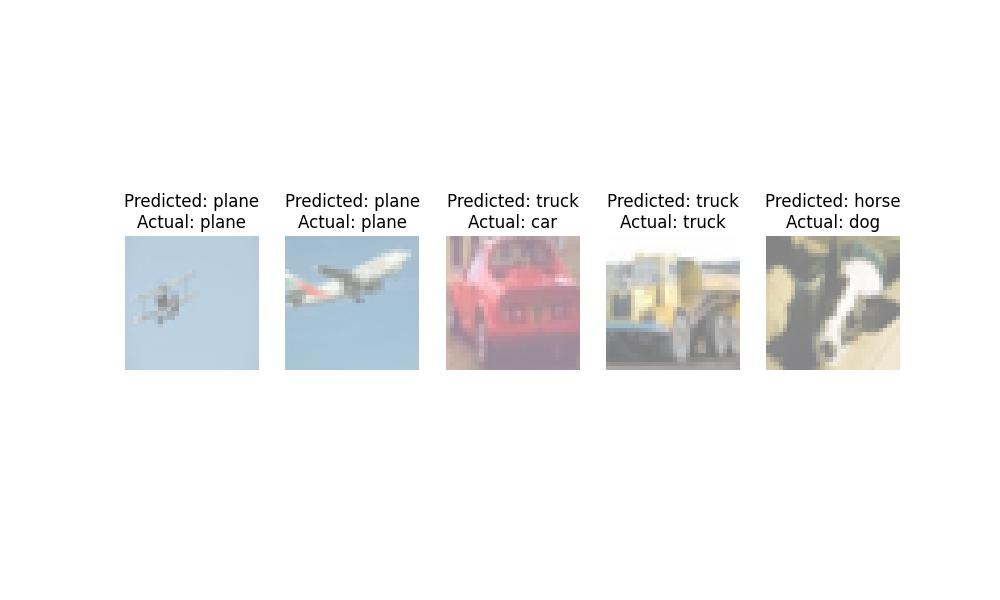 Predicted: plane
Actual: plane
Predicted: plane
Actual: plane
Predicted: truck
Actual: car
Predicted: truck
Actual: truck
Predicted: horse
Actual: dog